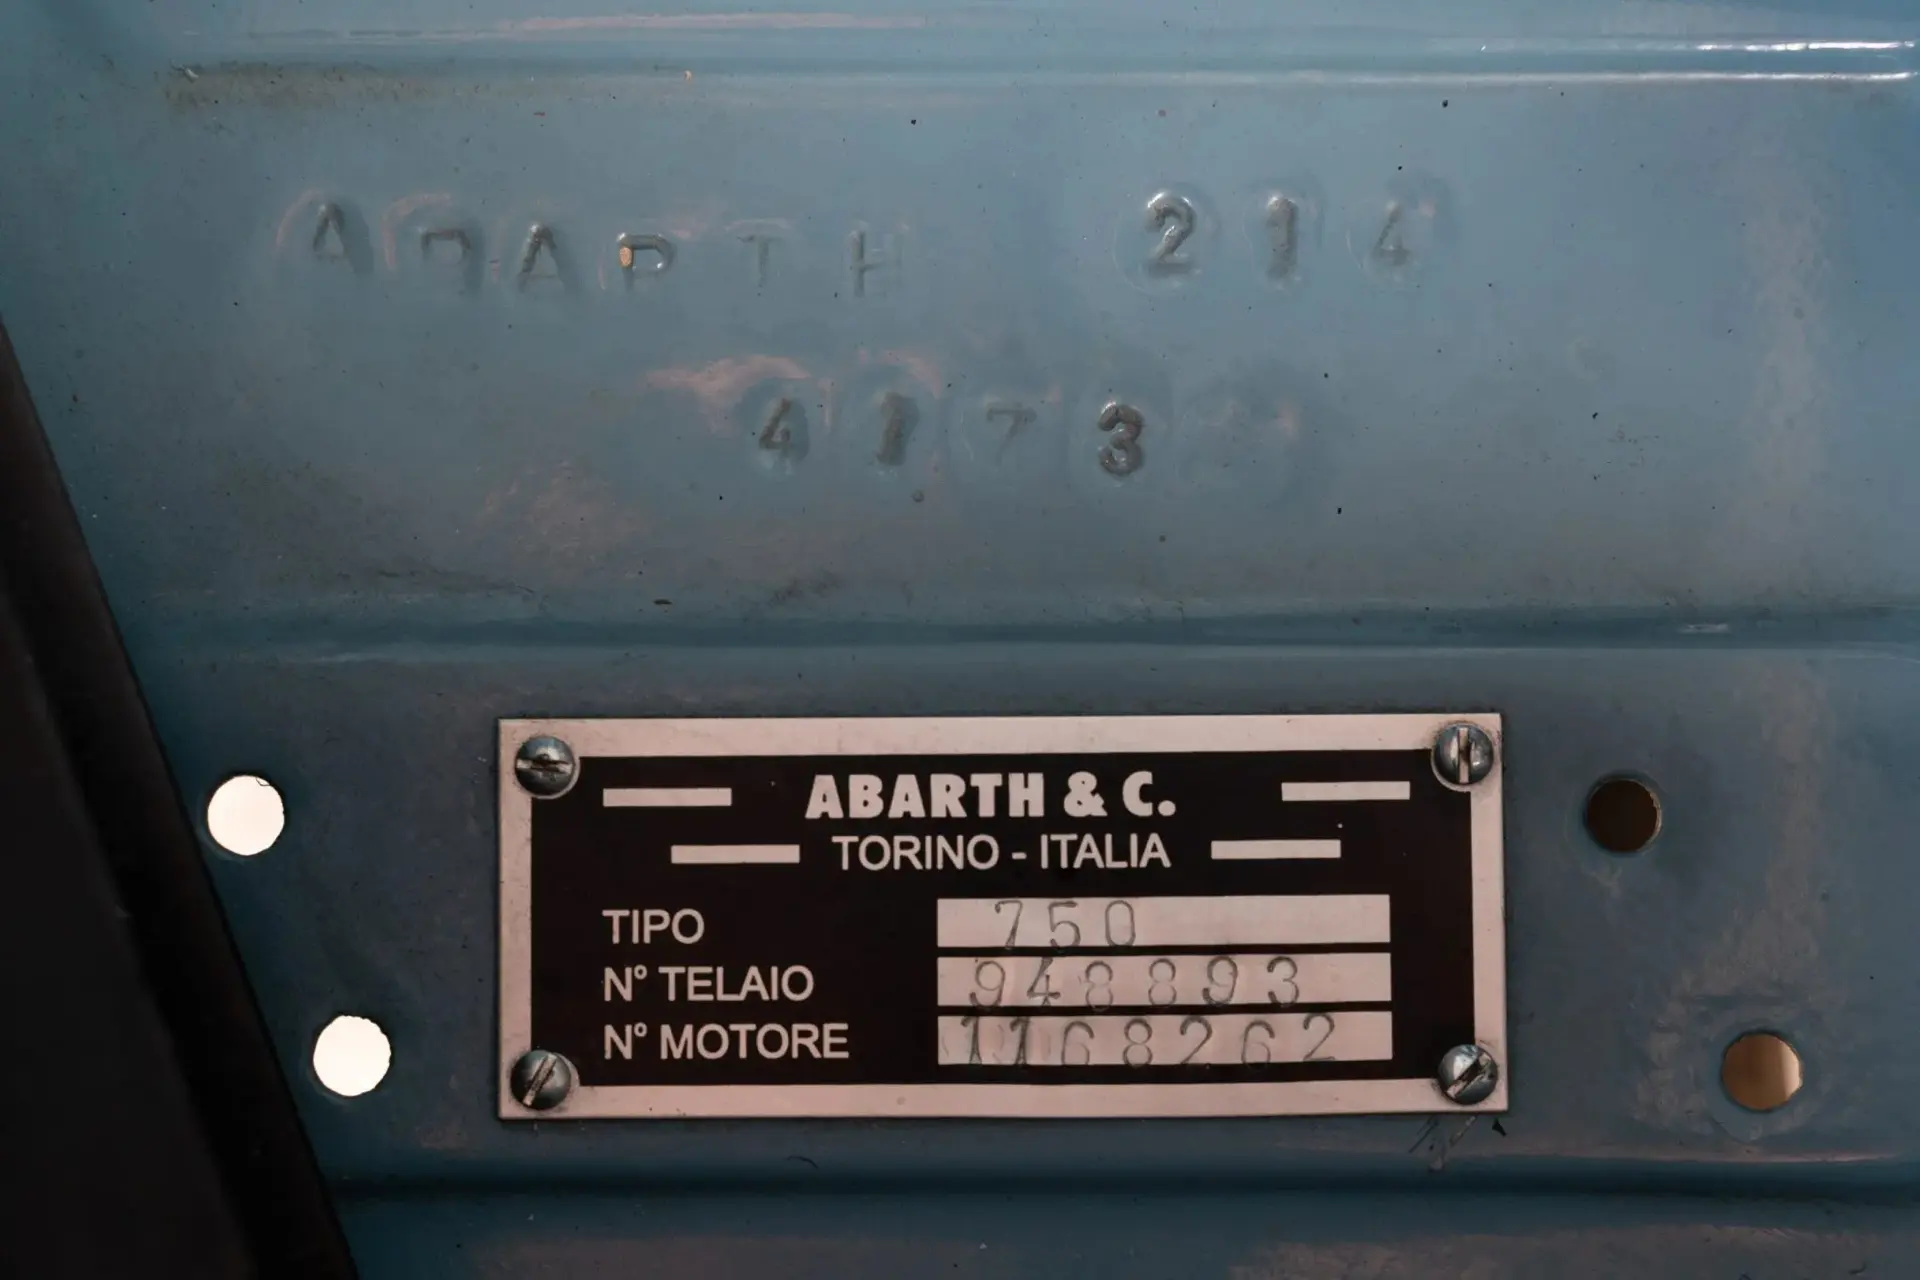 ABARTH 214
4173
ABARTH & C.
TORINO - ITALIA
TIPO 750
N° TELAIO 948893
N° MOTORE 1168262